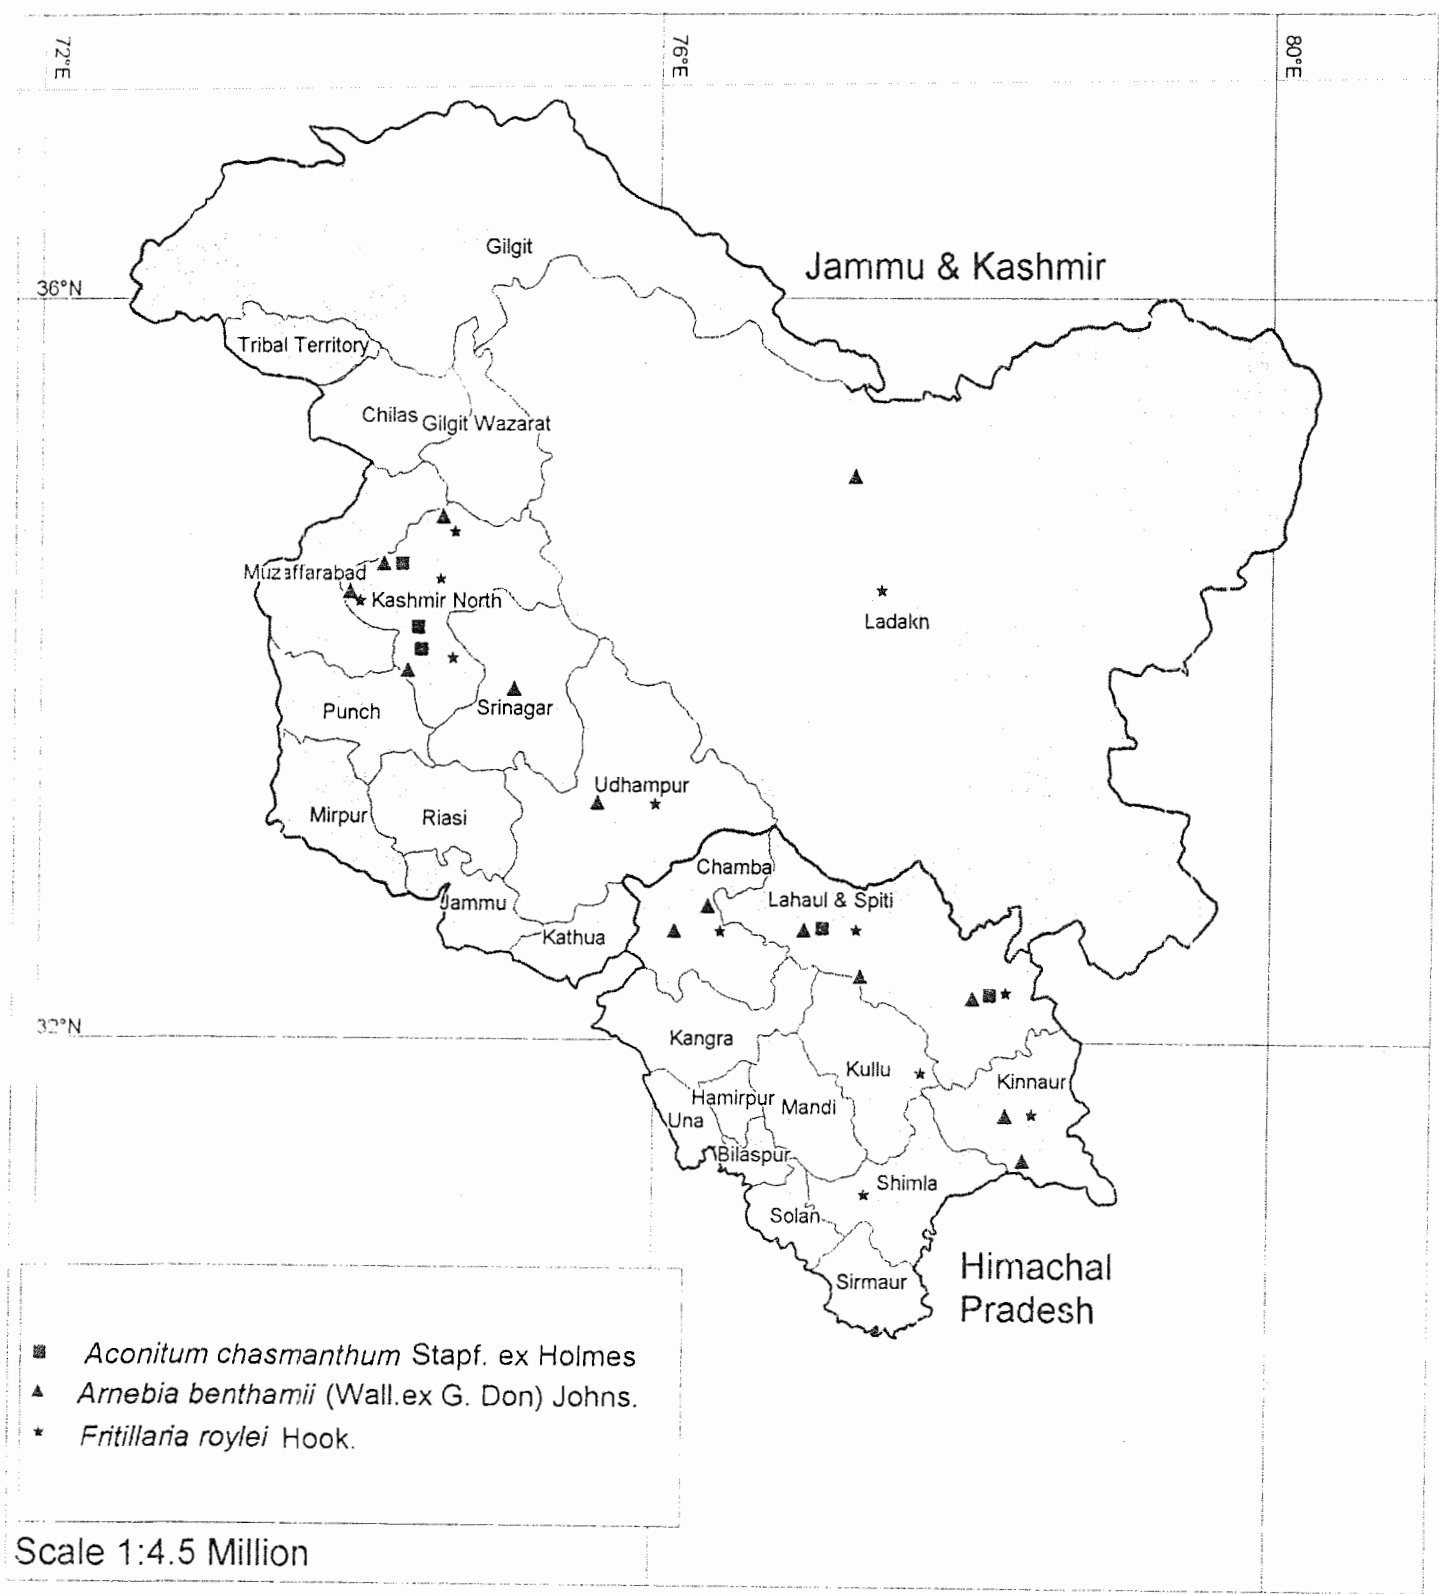 72°E
76°E
80°E
Gilgit
Jammu & Kashmir
36°N
Tribal Territory
Chilas
Gilgit Wazarat
Muzaffarabad
Kashmir North
Ladakn
Punch
Srinagar
Udhampur
Mirpur
Riasi
Chamba
Lahaul & Spiti
Jammu
Kathua
32°N
Kangra
Kullu
Kinnaur
Hamirpur
Mandi
Una
Bilaspur
Shimla
Solan
Sirmaur
Himachal
Pradesh
Aconitum chasmanthum Stapf. ex Holmes
Arnebia benthamii (Wall.ex G. Don) Johns.
Fritillaria roylei Hook.
Scale 1:4.5 Million